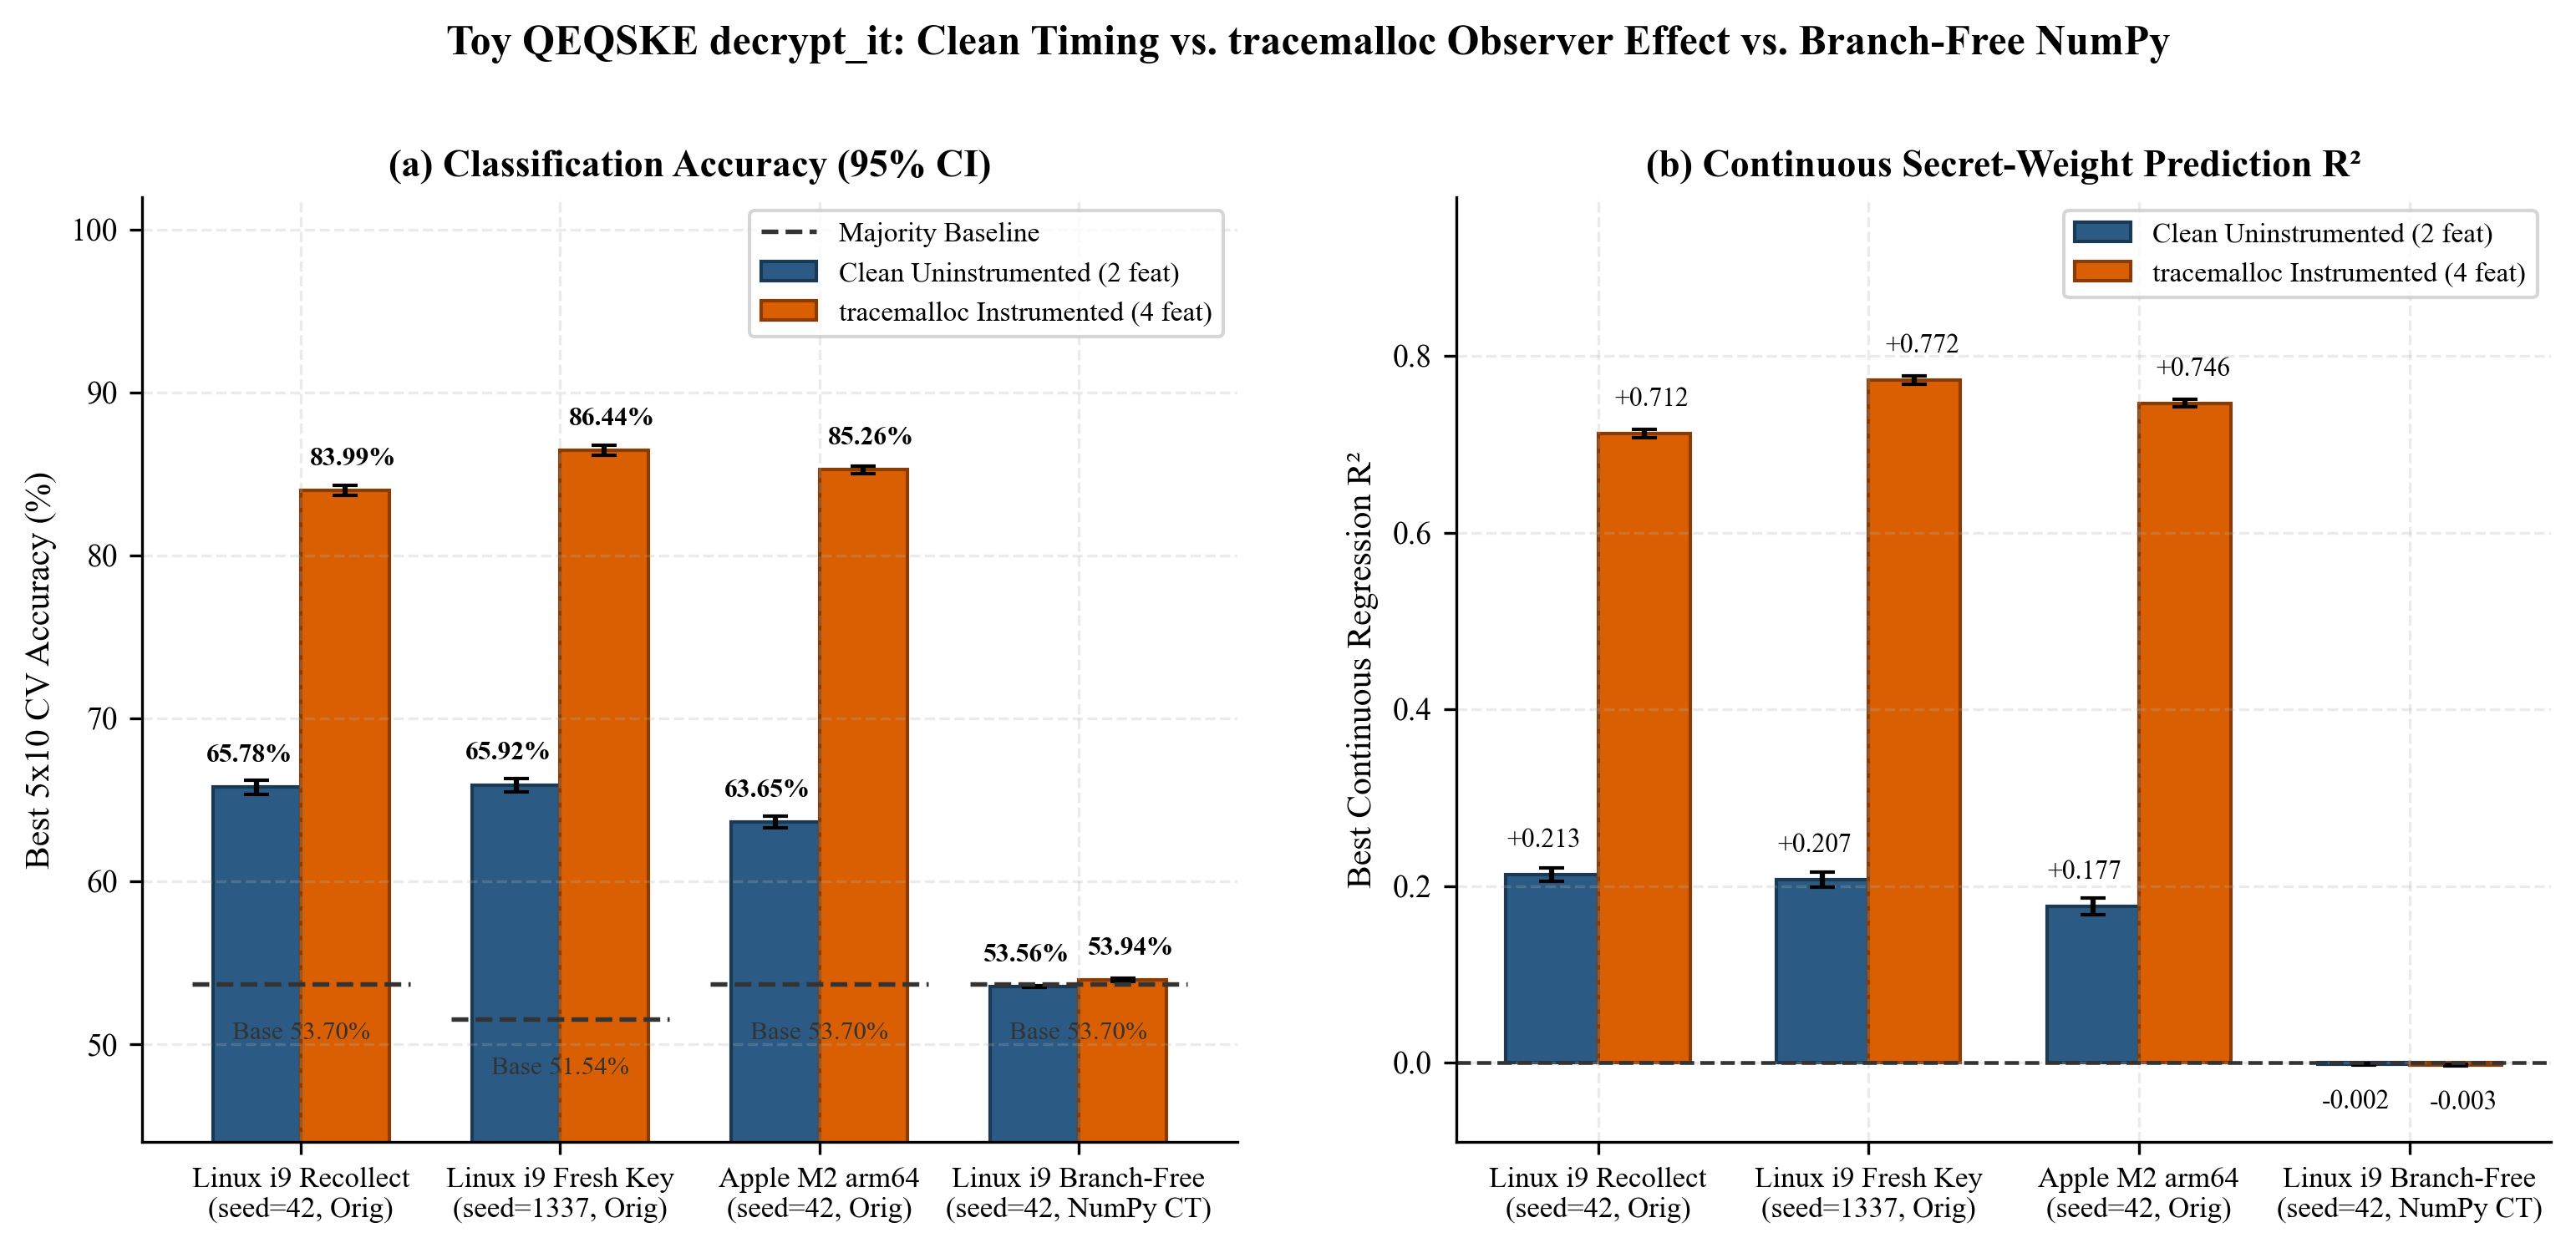 Toy QEQSKE decrypt_it: Clean Timing vs. tracemalloc Observer Effect vs. Branch-Free NumPy
(a) Classification Accuracy (95% CI)
Best 5x10 CV Accuracy (%)
100
90
80
70
60
50
Majority Baseline
Clean Uninstrumented (2 feat)
tracemalloc Instrumented (4 feat)
65.78%
83.99%
65.92%
86.44%
63.65%
85.26%
53.56%
53.94%
Base 53.70%
Base 51.54%
Base 53.70%
Base 53.70%
Linux i9 Recollect
(seed=42, Orig)
Linux i9 Fresh Key
(seed=1337, Orig)
Apple M2 arm64
(seed=42, Orig)
Linux i9 Branch-Free
(seed=42, NumPy CT)
(b) Continuous Secret-Weight Prediction R²
Best Continuous Regression R²
0.8
0.6
0.4
0.2
0.0
Clean Uninstrumented (2 feat)
tracemalloc Instrumented (4 feat)
+0.213
+0.712
+0.207
+0.772
+0.177
+0.746
-0.002
-0.003
Linux i9 Recollect
(seed=42, Orig)
Linux i9 Fresh Key
(seed=1337, Orig)
Apple M2 arm64
(seed=42, Orig)
Linux i9 Branch-Free
(seed=42, NumPy CT)